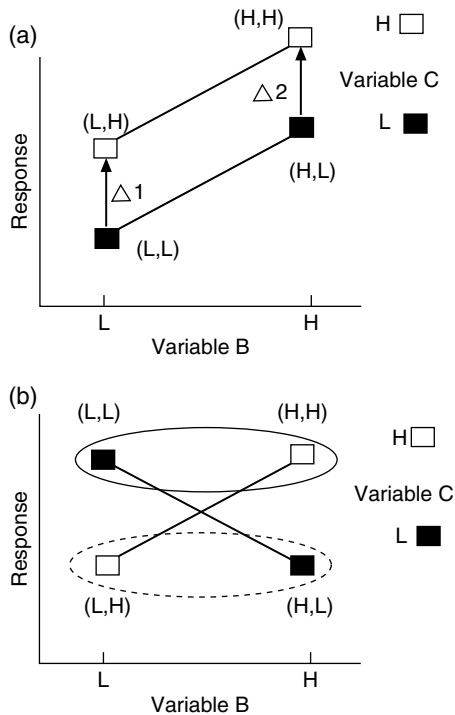 (a)
(H,H)
H
Variable C
L
△2
(L,H)
(H,L)
△1
(L,L)
Response
L
H
Variable B
(b)
(L,L)
(H,H)
H
Variable C
L
Response
(L,H)
(H,L)
L
H
Variable B